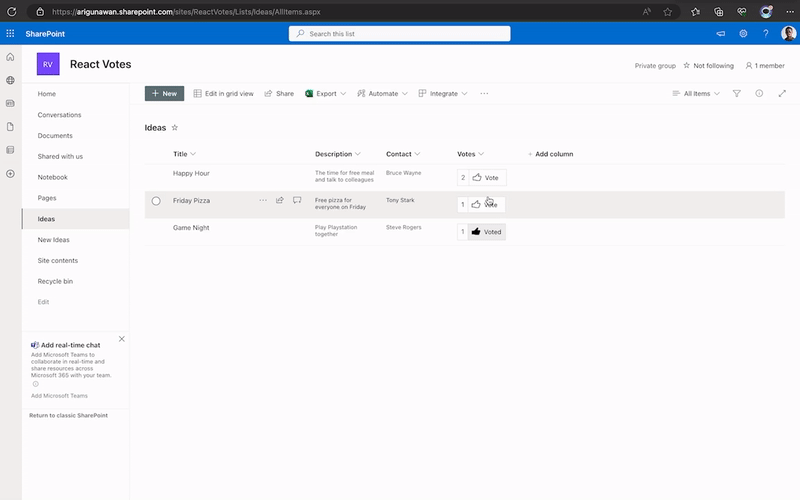 https://arigunawan.sharepoint.com/sites/ReactVotes/Lists/Ideas/AllItems.aspx
SharePoint
Search this list
RV
React Votes
Private group
Not following
1 member
Home
Conversations
Documents
Shared with us
Notebook
Pages
Ideas
New Ideas
Site contents
Recycle bin
Edit
+ New
Edit in grid view
Share
Export
Automate
Integrate
All Items
Ideas
Title
Description
Contact
Votes
+ Add column
Happy Hour
The time for free meal
and talk to colleagues
Bruce Wayne
2
Vote
Friday Pizza
Free pizza for
everyone on Friday
Tony Stark
1
Vote
Game Night
Play Playstation
together
Steve Rogers
1
Voted
Add real-time chat
Add Microsoft Teams to
collaborate in real-time and
share resources across
Microsoft 365 with your team.
Add Microsoft Teams
Return to classic SharePoint